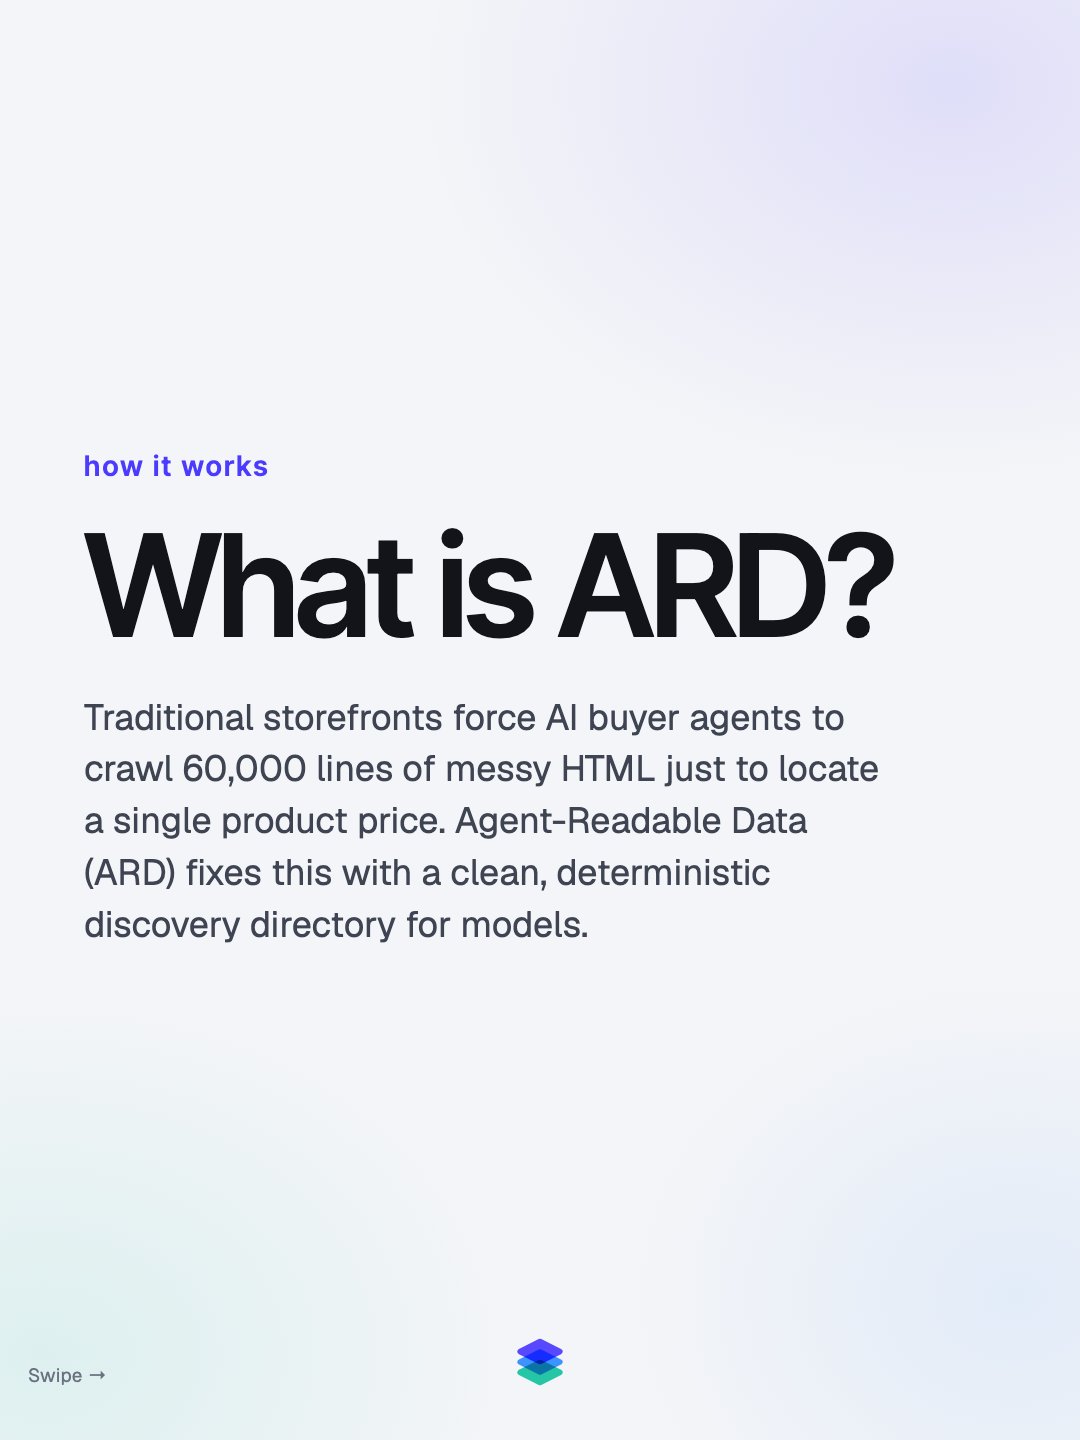 how it works
What is ARD?
Traditional storefronts force AI buyer agents to
crawl 60,000 lines of messy HTML just to locate
a single product price. Agent-Readable Data
(ARD) fixes this with a clean, deterministic
discovery directory for models.
Swipe →